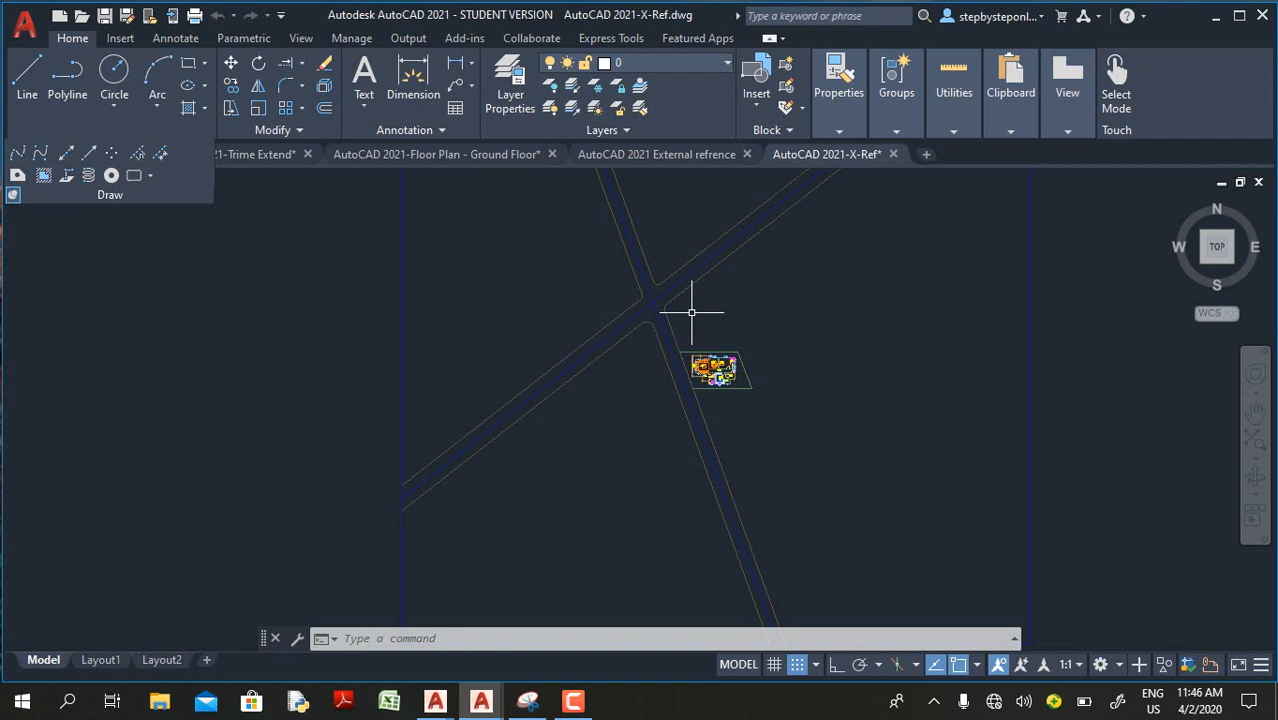 Autodesk AutoCAD 2021 - STUDENT VERSION AutoCAD 2021-X-Ref.dwg
Type a keyword or phrase
stepbysteponl...
Home Insert Annotate Parametric View Manage Output Add-ins Collaborate Express Tools Featured Apps
Line Polyline Circle Arc
Text Dimension
Layer Properties
0
Insert
Properties Groups Utilities Clipboard View Select Mode
Modify Annotation Layers Block Touch
21-Trime Extend* AutoCAD 2021-Floor Plan - Ground Floor* AutoCAD 2021 External refrence AutoCAD 2021-X-Ref*
Draw
N
W TOP E
S
WCS
Type a command
Model Layout1 Layout2 +
MODEL 1:1
ENG 11:46 AM
US 4/2/2020